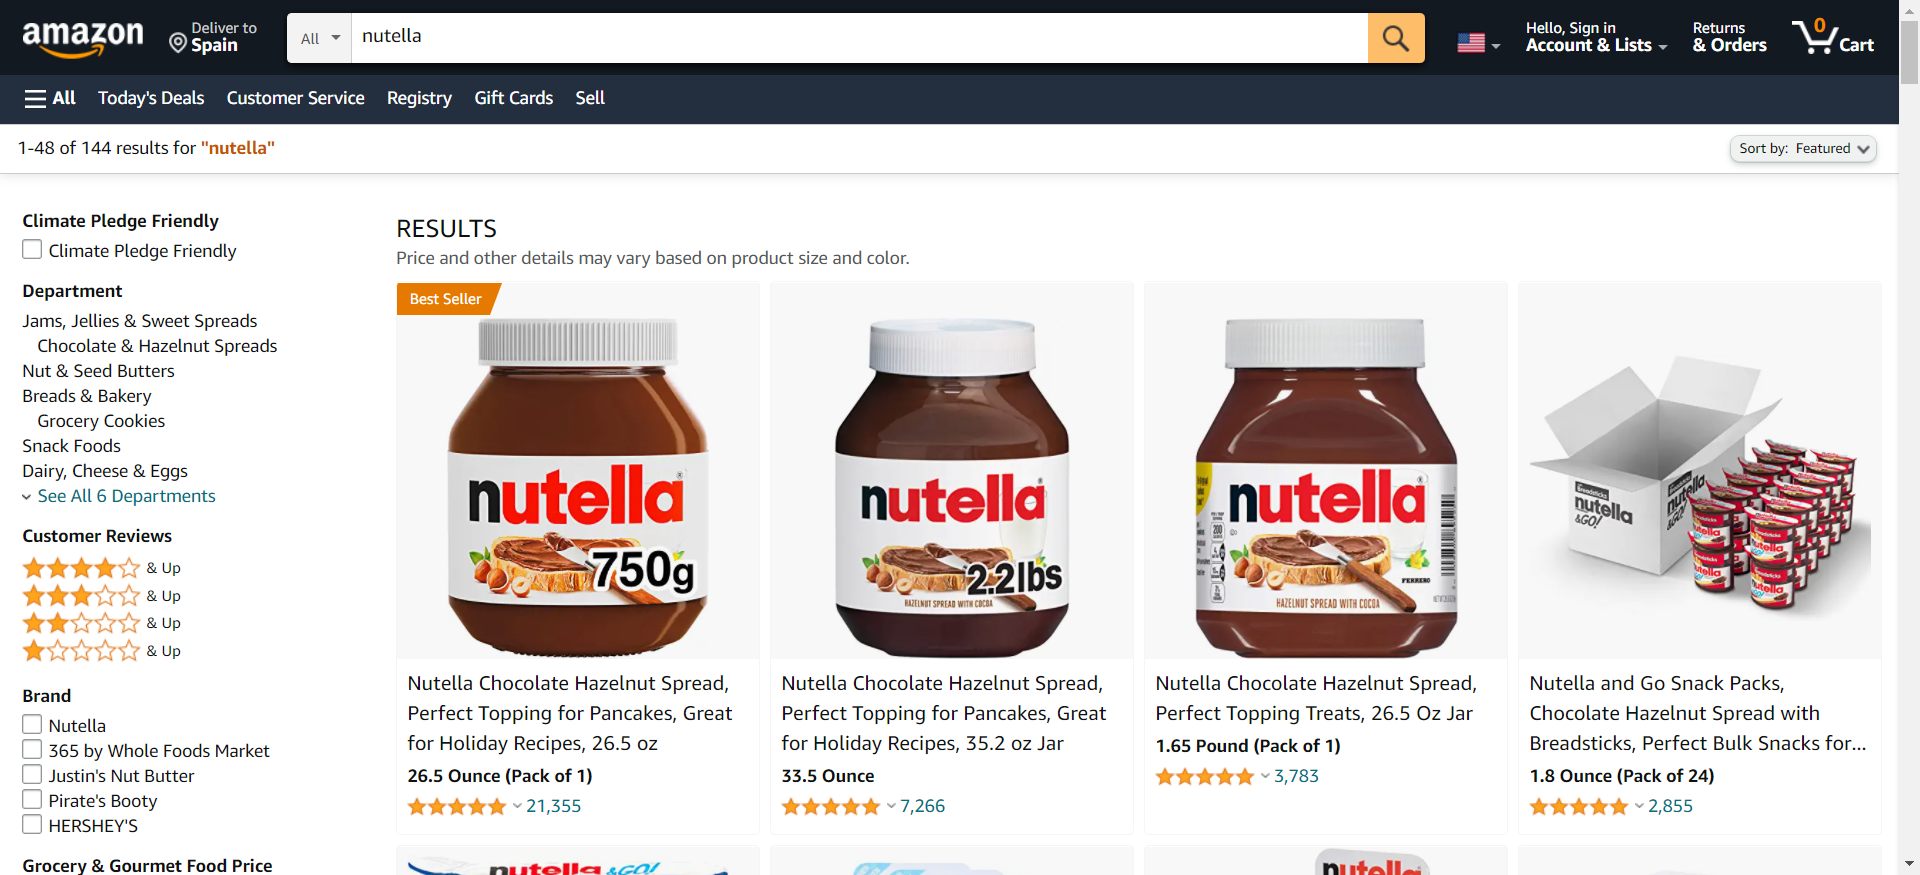 amazon
Deliver to
Spain
All
nutella
Hello, Sign in
Account & Lists
Returns
& Orders
0
Cart
All
Today's Deals
Customer Service
Registry
Gift Cards
Sell
1-48 of 144 results for "nutella"
Sort by: Featured
Climate Pledge Friendly
Climate Pledge Friendly
Department
Jams, Jellies & Sweet Spreads
Chocolate & Hazelnut Spreads
Nut & Seed Butters
Breads & Bakery
Grocery Cookies
Snack Foods
Dairy, Cheese & Eggs
See All 6 Departments
Customer Reviews
& Up
& Up
& Up
& Up
Brand
Nutella
365 by Whole Foods Market
Justin's Nut Butter
Pirate's Booty
HERSHEY'S
Grocery & Gourmet Food Price
RESULTS
Price and other details may vary based on product size and color.
Best Seller
nutella
750g
Nutella Chocolate Hazelnut Spread,
Perfect Topping for Pancakes, Great
for Holiday Recipes, 26.5 oz
26.5 Ounce (Pack of 1)
21,355
nutella
2.2lbs
HAZELNUT SPREAD WITH COCOA
Nutella Chocolate Hazelnut Spread,
Perfect Topping for Pancakes, Great
for Holiday Recipes, 35.2 oz Jar
33.5 Ounce
7,266
nutella
FERRERO
HAZELNUT SPREAD WITH COCOA
Nutella Chocolate Hazelnut Spread,
Perfect Topping Treats, 26.5 Oz Jar
1.65 Pound (Pack of 1)
3,783
Breadsticks
nutella
&GO!
nutella
nutella
nutella
nutella
Nutella and Go Snack Packs,
Chocolate Hazelnut Spread with
Breadsticks, Perfect Bulk Snacks for...
1.8 Ounce (Pack of 24)
2,855
nutella &GO!
nutella